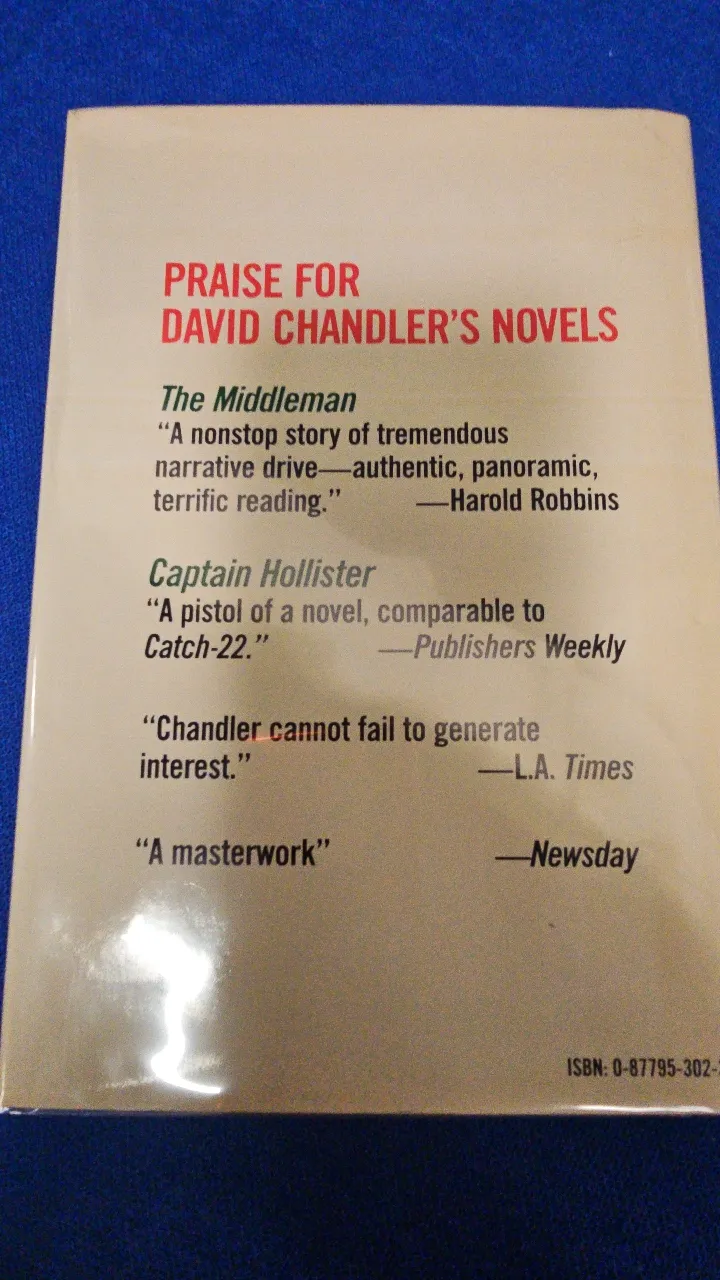 PRAISE FOR
DAVID CHANDLER'S NOVELS
The Middleman
“A nonstop story of tremendous
narrative drive—authentic, panoramic,
terrific reading.” —Harold Robbins
Captain Hollister
“A pistol of a novel, comparable to
Catch-22.” —Publishers Weekly
“Chandler cannot fail to generate
interest.” —L.A. Times
“A masterwork” —Newsday
ISBN: 0-87795-302-